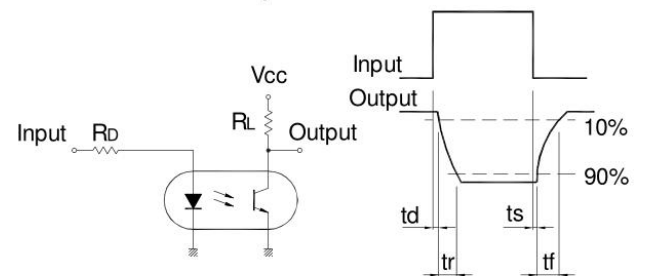 Vcc
RL
Input
RD
Output
Input
Output
10%
90%
td
ts
tr
tf